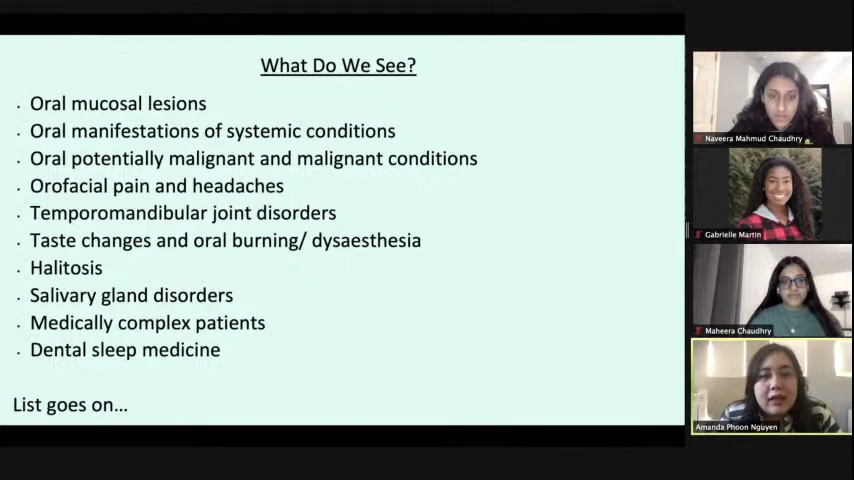 What Do We See?
· Oral mucosal lesions
· Oral manifestations of systemic conditions
· Oral potentially malignant and malignant conditions
· Orofacial pain and headaches
· Temporomandibular joint disorders
· Taste changes and oral burning/ dysaesthesia
· Halitosis
· Salivary gland disorders
· Medically complex patients
· Dental sleep medicine
List goes on...
Naveera Mahmud Chaudhry
Gabrielle Martin
Maheera Chaudhry
Amanda Phoon Nguyen